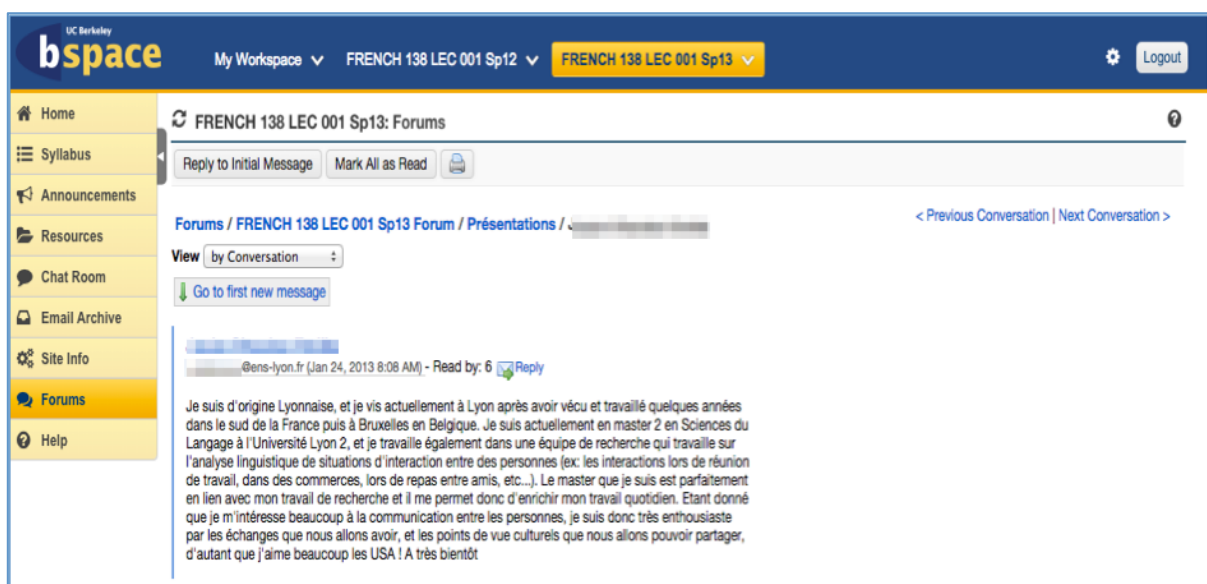 UC Berkeley
bspace
My Workspace
FRENCH 138 LEC 001 Sp12
FRENCH 138 LEC 001 Sp13
Logout
Home
Syllabus
Announcements
Resources
Chat Room
Email Archive
Site Info
Forums
Help
FRENCH 138 LEC 001 Sp13: Forums
Reply to Initial Message
Mark All as Read
Forums / FRENCH 138 LEC 001 Sp13 Forum / Présentations /
< Previous Conversation | Next Conversation >
View by Conversation
Go to first new message
@ens-lyon.fr (Jan 24, 2013 8:08 AM) - Read by: 6 Reply
Je suis d'origine Lyonnaise, et je vis actuellement à Lyon après avoir vécu et travaillé quelques années
dans le sud de la France puis à Bruxelles en Belgique. Je suis actuellement en master 2 en Sciences du
Langage à l'Université Lyon 2, et je travaille également dans une équipe de recherche qui travaille sur
l'analyse linguistique de situations d'interaction entre des personnes (ex: les interactions lors de réunion
de travail, dans des commerces, lors de repas entre amis, etc...). Le master que je suis est parfaitement
en lien avec mon travail de recherche et il me permet donc d'enrichir mon travail quotidien. Etant donné
que je m'intéresse beaucoup à la communication entre les personnes, je suis donc très enthousiaste
par les échanges que nous allons avoir, et les points de vue culturels que nous allons pouvoir partager,
d'autant que j'aime beaucoup les USA ! A très bientôt